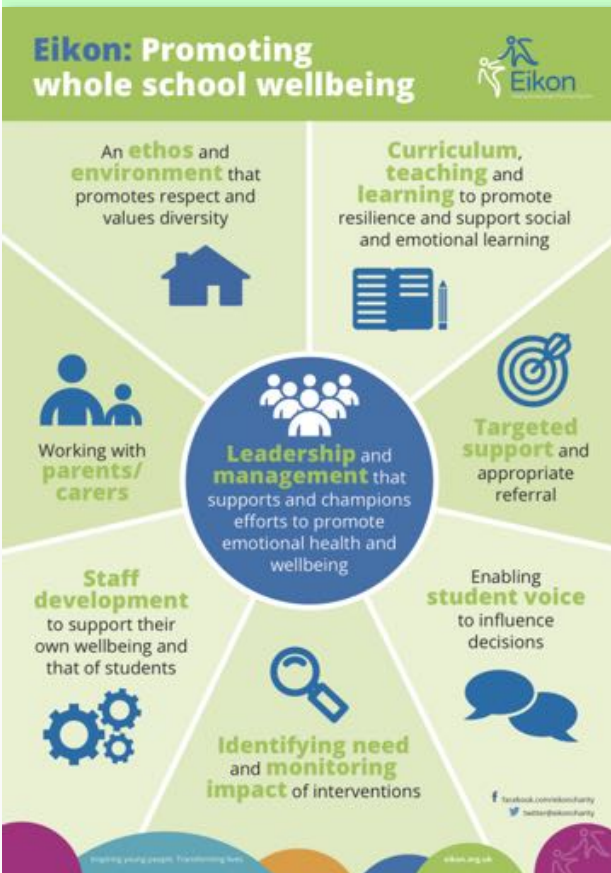 Eikon: Promoting
whole school wellbeing
Eikon
An ethos and
environment that
promotes respect and
values diversity
Curriculum,
teaching and
learning to promote
resilience and support social
and emotional learning
Working with
parents/
carers
Leadership and
management that
supports and champions
efforts to promote
emotional health and
wellbeing
Targeted
support and
appropriate
referral
Staff
development
to support their
own wellbeing and
that of students
Enabling
student voice
to influence
decisions
Identifying need
and monitoring
impact of interventions
facebook.com/eikoncharity
twitter@eikoncharity
Inspiring young people. Transforming lives.
eikon.org.uk